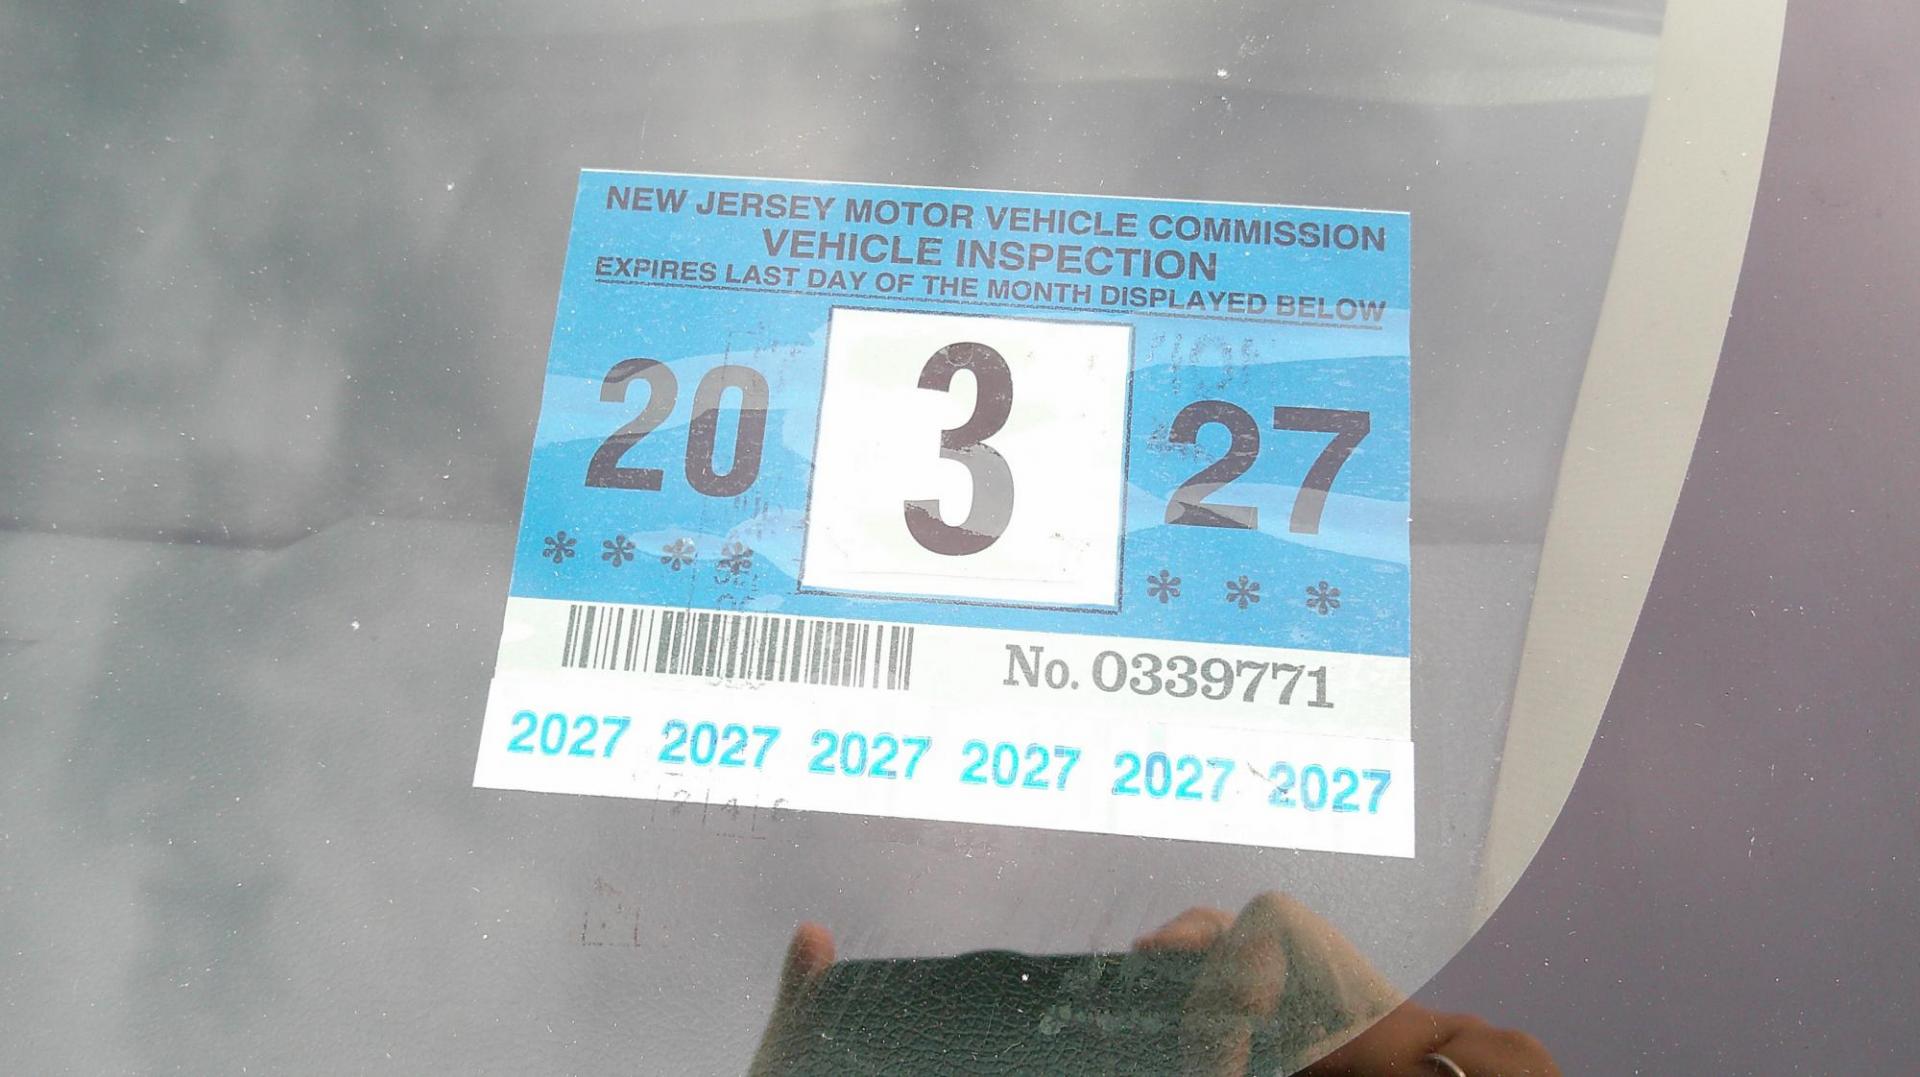 NEW JERSEY MOTOR VEHICLE COMMISSION
VEHICLE INSPECTION
EXPIRES LAST DAY OF THE MONTH DISPLAYED BELOW
20 3 27
**** ***
No. 0339771
2027 2027 2027 2027 2027 2027